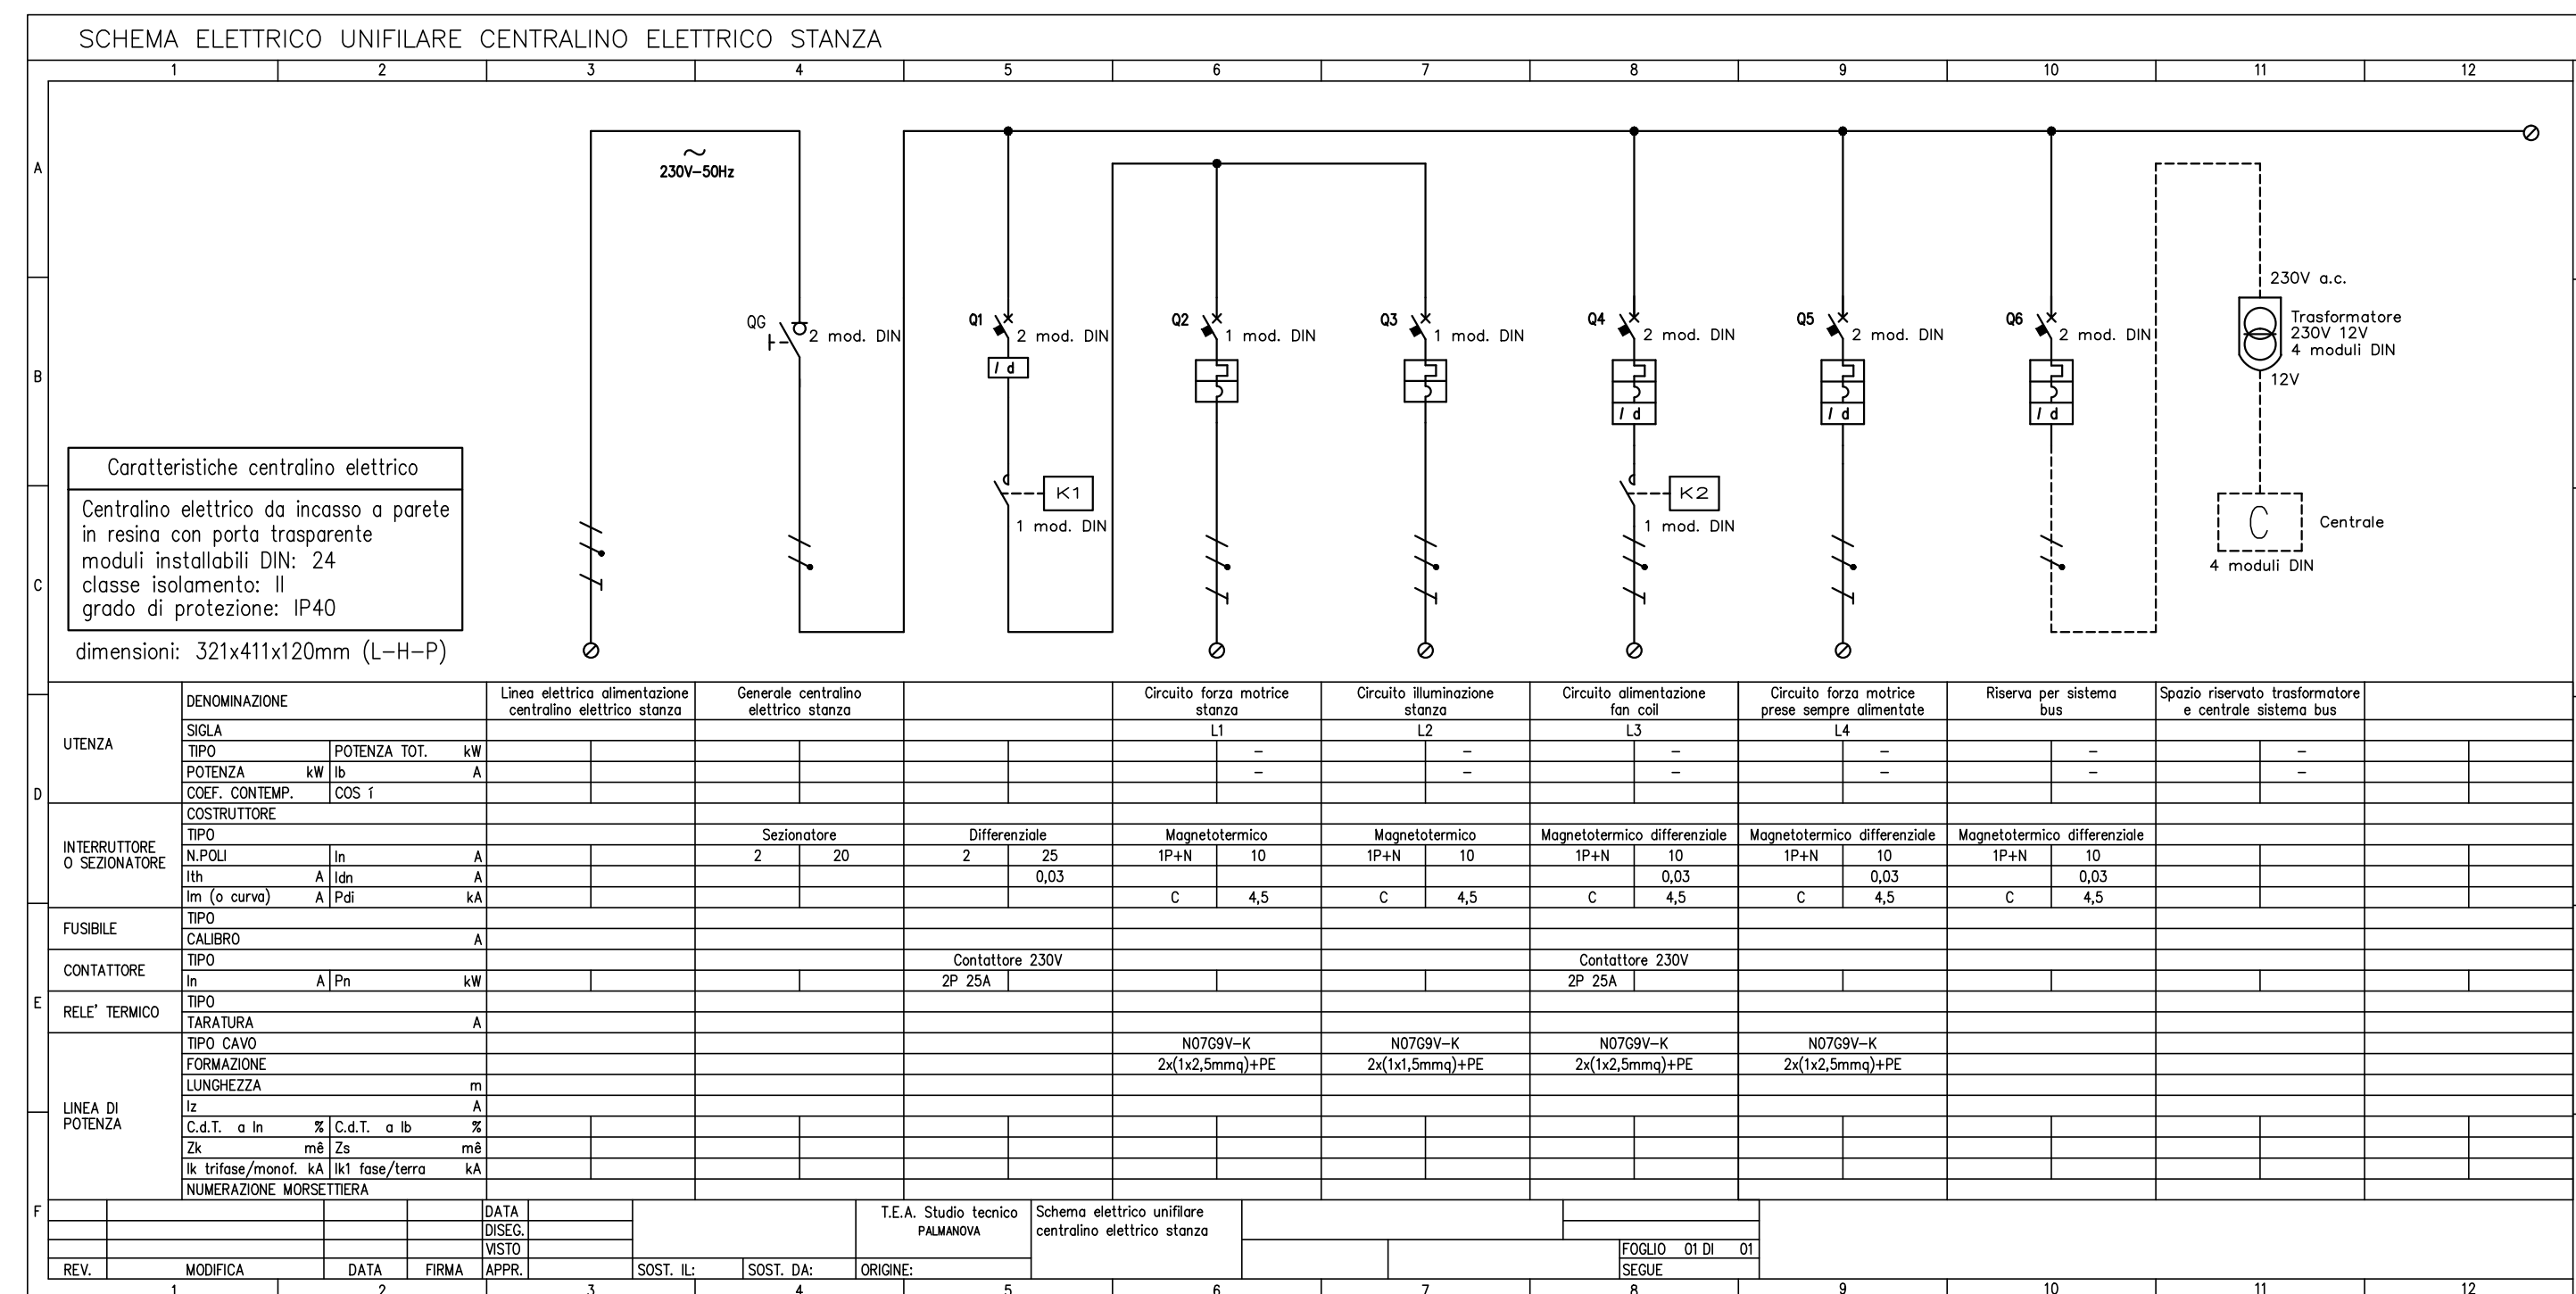 SCHEMA ELETTRICO UNIFILARE CENTRALINO ELETTRICO STANZA
1 2 3 4 5 6 7 8 9 10 11 12
A
~
230V-50Hz
B
QG
2 mod. DIN
Q1
2 mod. DIN
I d
Q2
1 mod. DIN
Q3
1 mod. DIN
Q4
2 mod. DIN
I d
Q5
2 mod. DIN
I d
Q6
2 mod. DIN
I d
230V a.c.
Trasformatore
230V 12V
4 moduli DIN
12V
K1
1 mod. DIN
K2
1 mod. DIN
C
Centrale
4 moduli DIN
C
Caratteristiche centralino elettrico
Centralino elettrico da incasso a parete
in resina con porta trasparente
moduli installabili DIN: 24
classe isolamento: II
grado di protezione: IP40
dimensioni: 321x411x120mm (L-H-P)
D
UTENZA
DENOMINAZIONE
Linea elettrica alimentazione
centralino elettrico stanza
Generale centralino
elettrico stanza
Circuito forza motrice
stanza
Circuito illuminazione
stanza
Circuito alimentazione
fan coil
Circuito forza motrice
prese sempre alimentate
Riserva per sistema
bus
Spazio riservato trasformatore
e centrale sistema bus
SIGLA L1 L2 L3 L4
TIPO POTENZA TOT. kW - - - - - -
POTENZA kW Ib A - - - - - -
COEF. CONTEMP. COS í
INTERRUTTORE
O SEZIONATORE
COSTRUTTORE
TIPO Sezionatore Differenziale Magnetotermico Magnetotermico Magnetotermico differenziale Magnetotermico differenziale Magnetotermico differenziale
N.POLI In A 2 20 2 25 1P+N 10 1P+N 10 1P+N 10 1P+N 10 1P+N 10
Ith A Idn A 0,03 0,03 0,03 0,03
Im (o curva) A Pdi kA C 4,5 C 4,5 C 4,5 C 4,5 C 4,5
FUSIBILE
TIPO
CALIBRO A
E
CONTATTORE
TIPO Contattore 230V Contattore 230V
In A Pn kW 2P 25A 2P 25A
RELE' TERMICO
TIPO
TARATURA A
LINEA DI
POTENZA
TIPO CAVO N07G9V-K N07G9V-K N07G9V-K N07G9V-K
FORMAZIONE 2x(1x2,5mmq)+PE 2x(1x1,5mmq)+PE 2x(1x2,5mmq)+PE 2x(1x2,5mmq)+PE
LUNGHEZZA m
Iz A
C.d.T. a In % C.d.T. a Ib %
Zk mê Zs mê
Ik trifase/monof. kA Ik1 fase/terra kA
NUMERAZIONE MORSETTIERA
F
DATA
DISEG.
VISTO
REV. MODIFICA DATA FIRMA APPR. SOST. IL: SOST. DA: ORIGINE:
T.E.A. Studio tecnico
PALMANOVA
Schema elettrico unifilare
centralino elettrico stanza
FOGLIO 01 DI 01
SEGUE
1 2 3 4 5 6 7 8 9 10 11 12